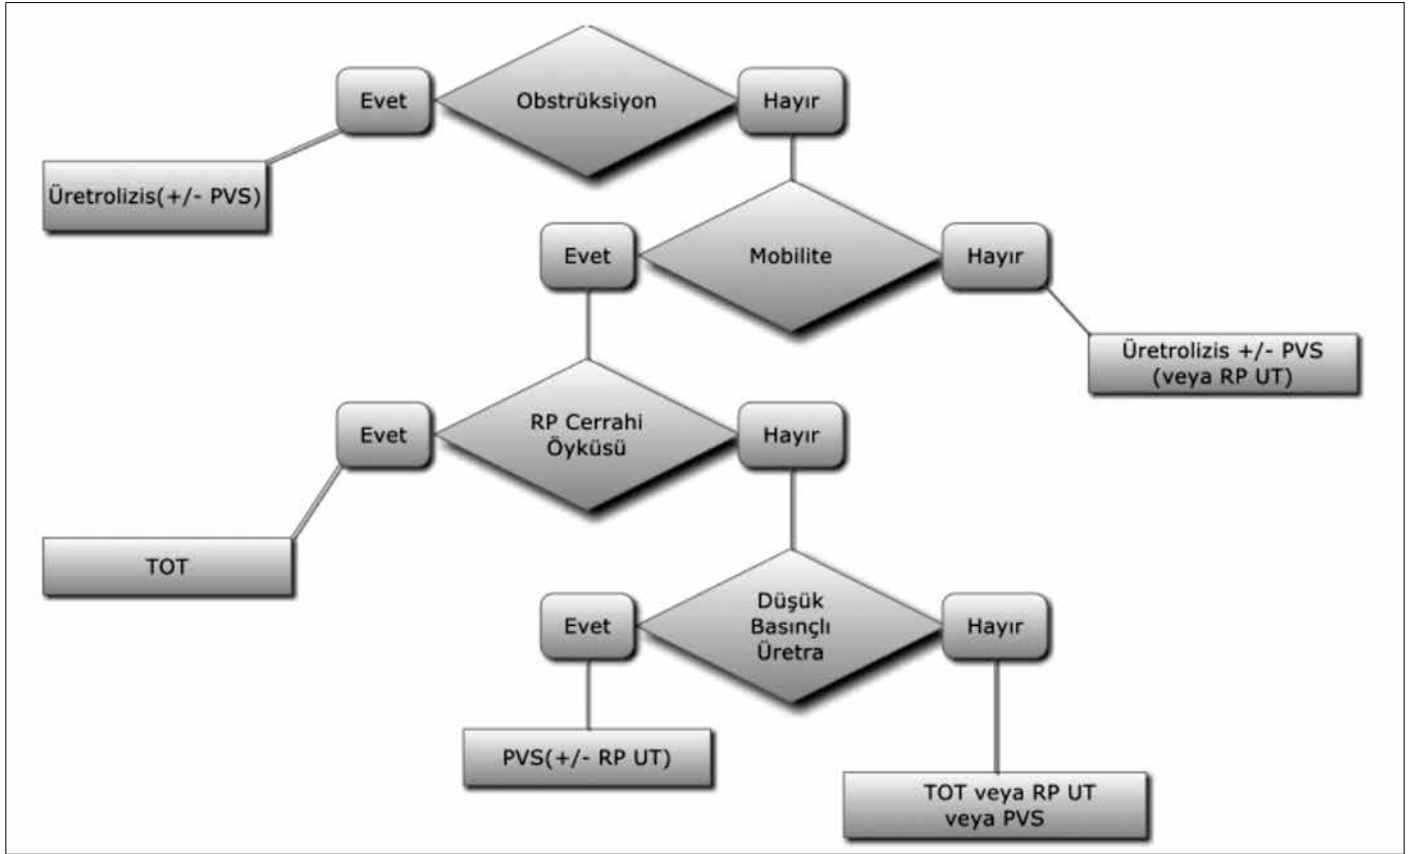 Evet
Obstrüksiyon
Hayır
Üretrolizis(+/- PVS)
Evet
Mobilite
Hayır
Üretrolizis +/- PVS
(veya RP UT)
Evet
RP Cerrahi
Öyküsü
Hayır
TOT
Evet
Düşük
Basınçlı
Üretra
Hayır
PVS(+/- RP UT)
TOT veya RP UT
veya PVS